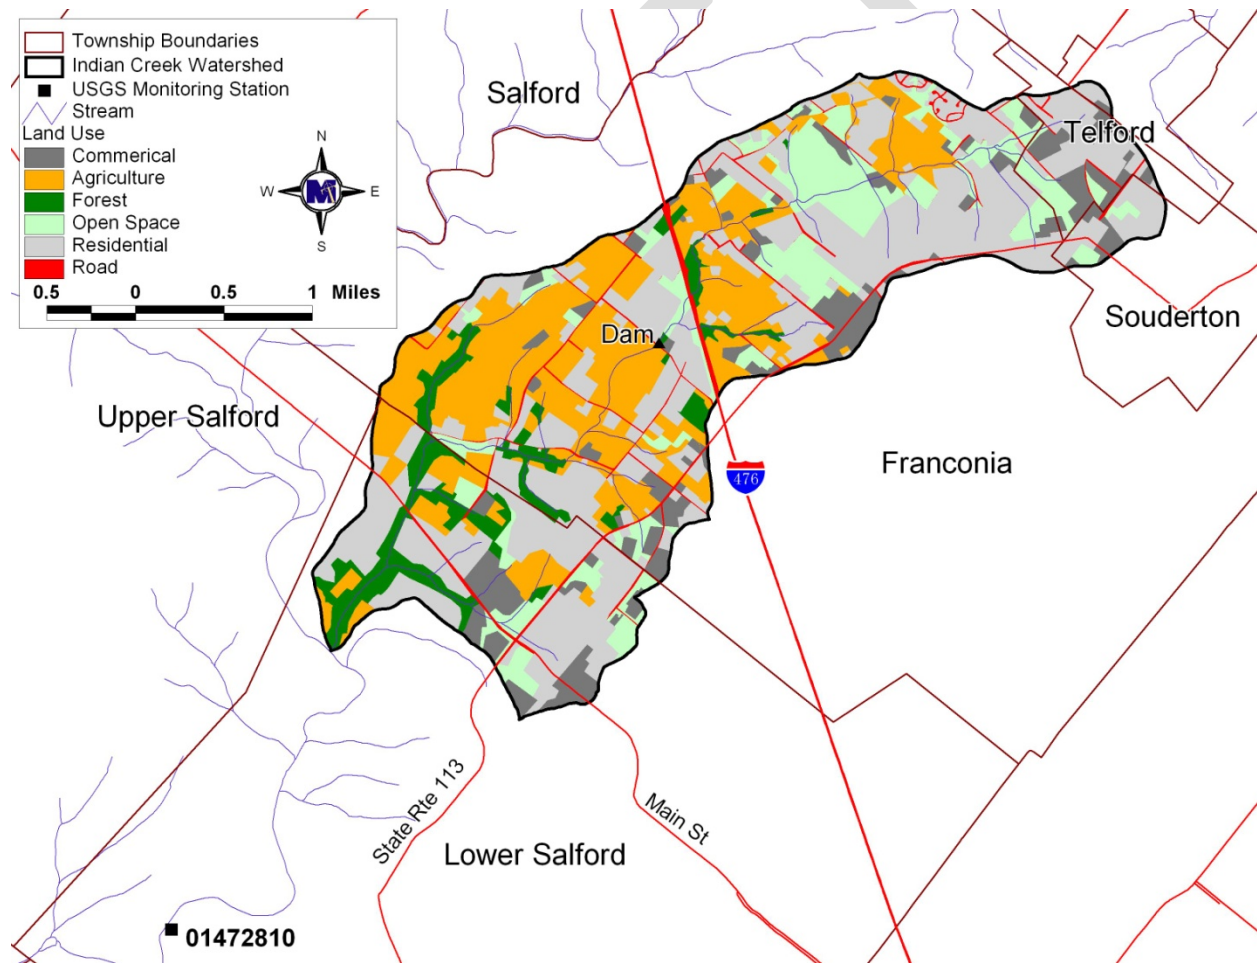 Township Boundaries
Indian Creek Watershed
USGS Monitoring Station
Stream
Land Use
Commerical
Agriculture
Forest
Open Space
Residential
Road
0.5 0 0.5 1 Miles
N
W E
S
M
Salford
Telford
Souderton
Dam
Upper Salford
Franconia
476
State Rte 113
Main St
Lower Salford
01472810